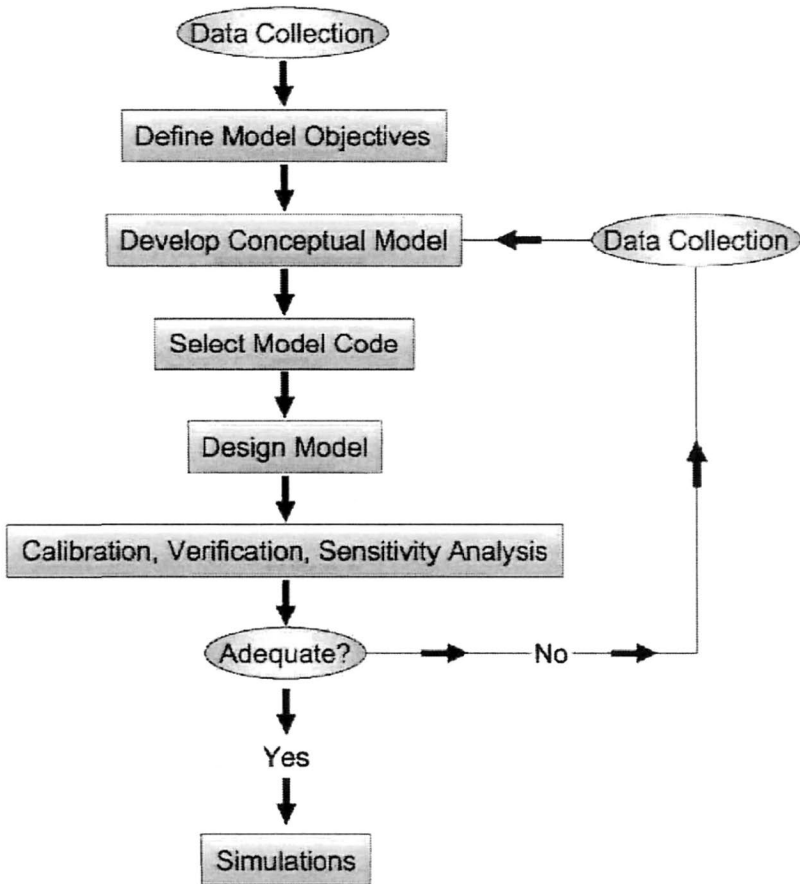 Data Collection
Define Model Objectives
Develop Conceptual Model
Data Collection
Select Model Code
Design Model
Calibration, Verification, Sensitivity Analysis
Adequate?
No
Yes
Simulations